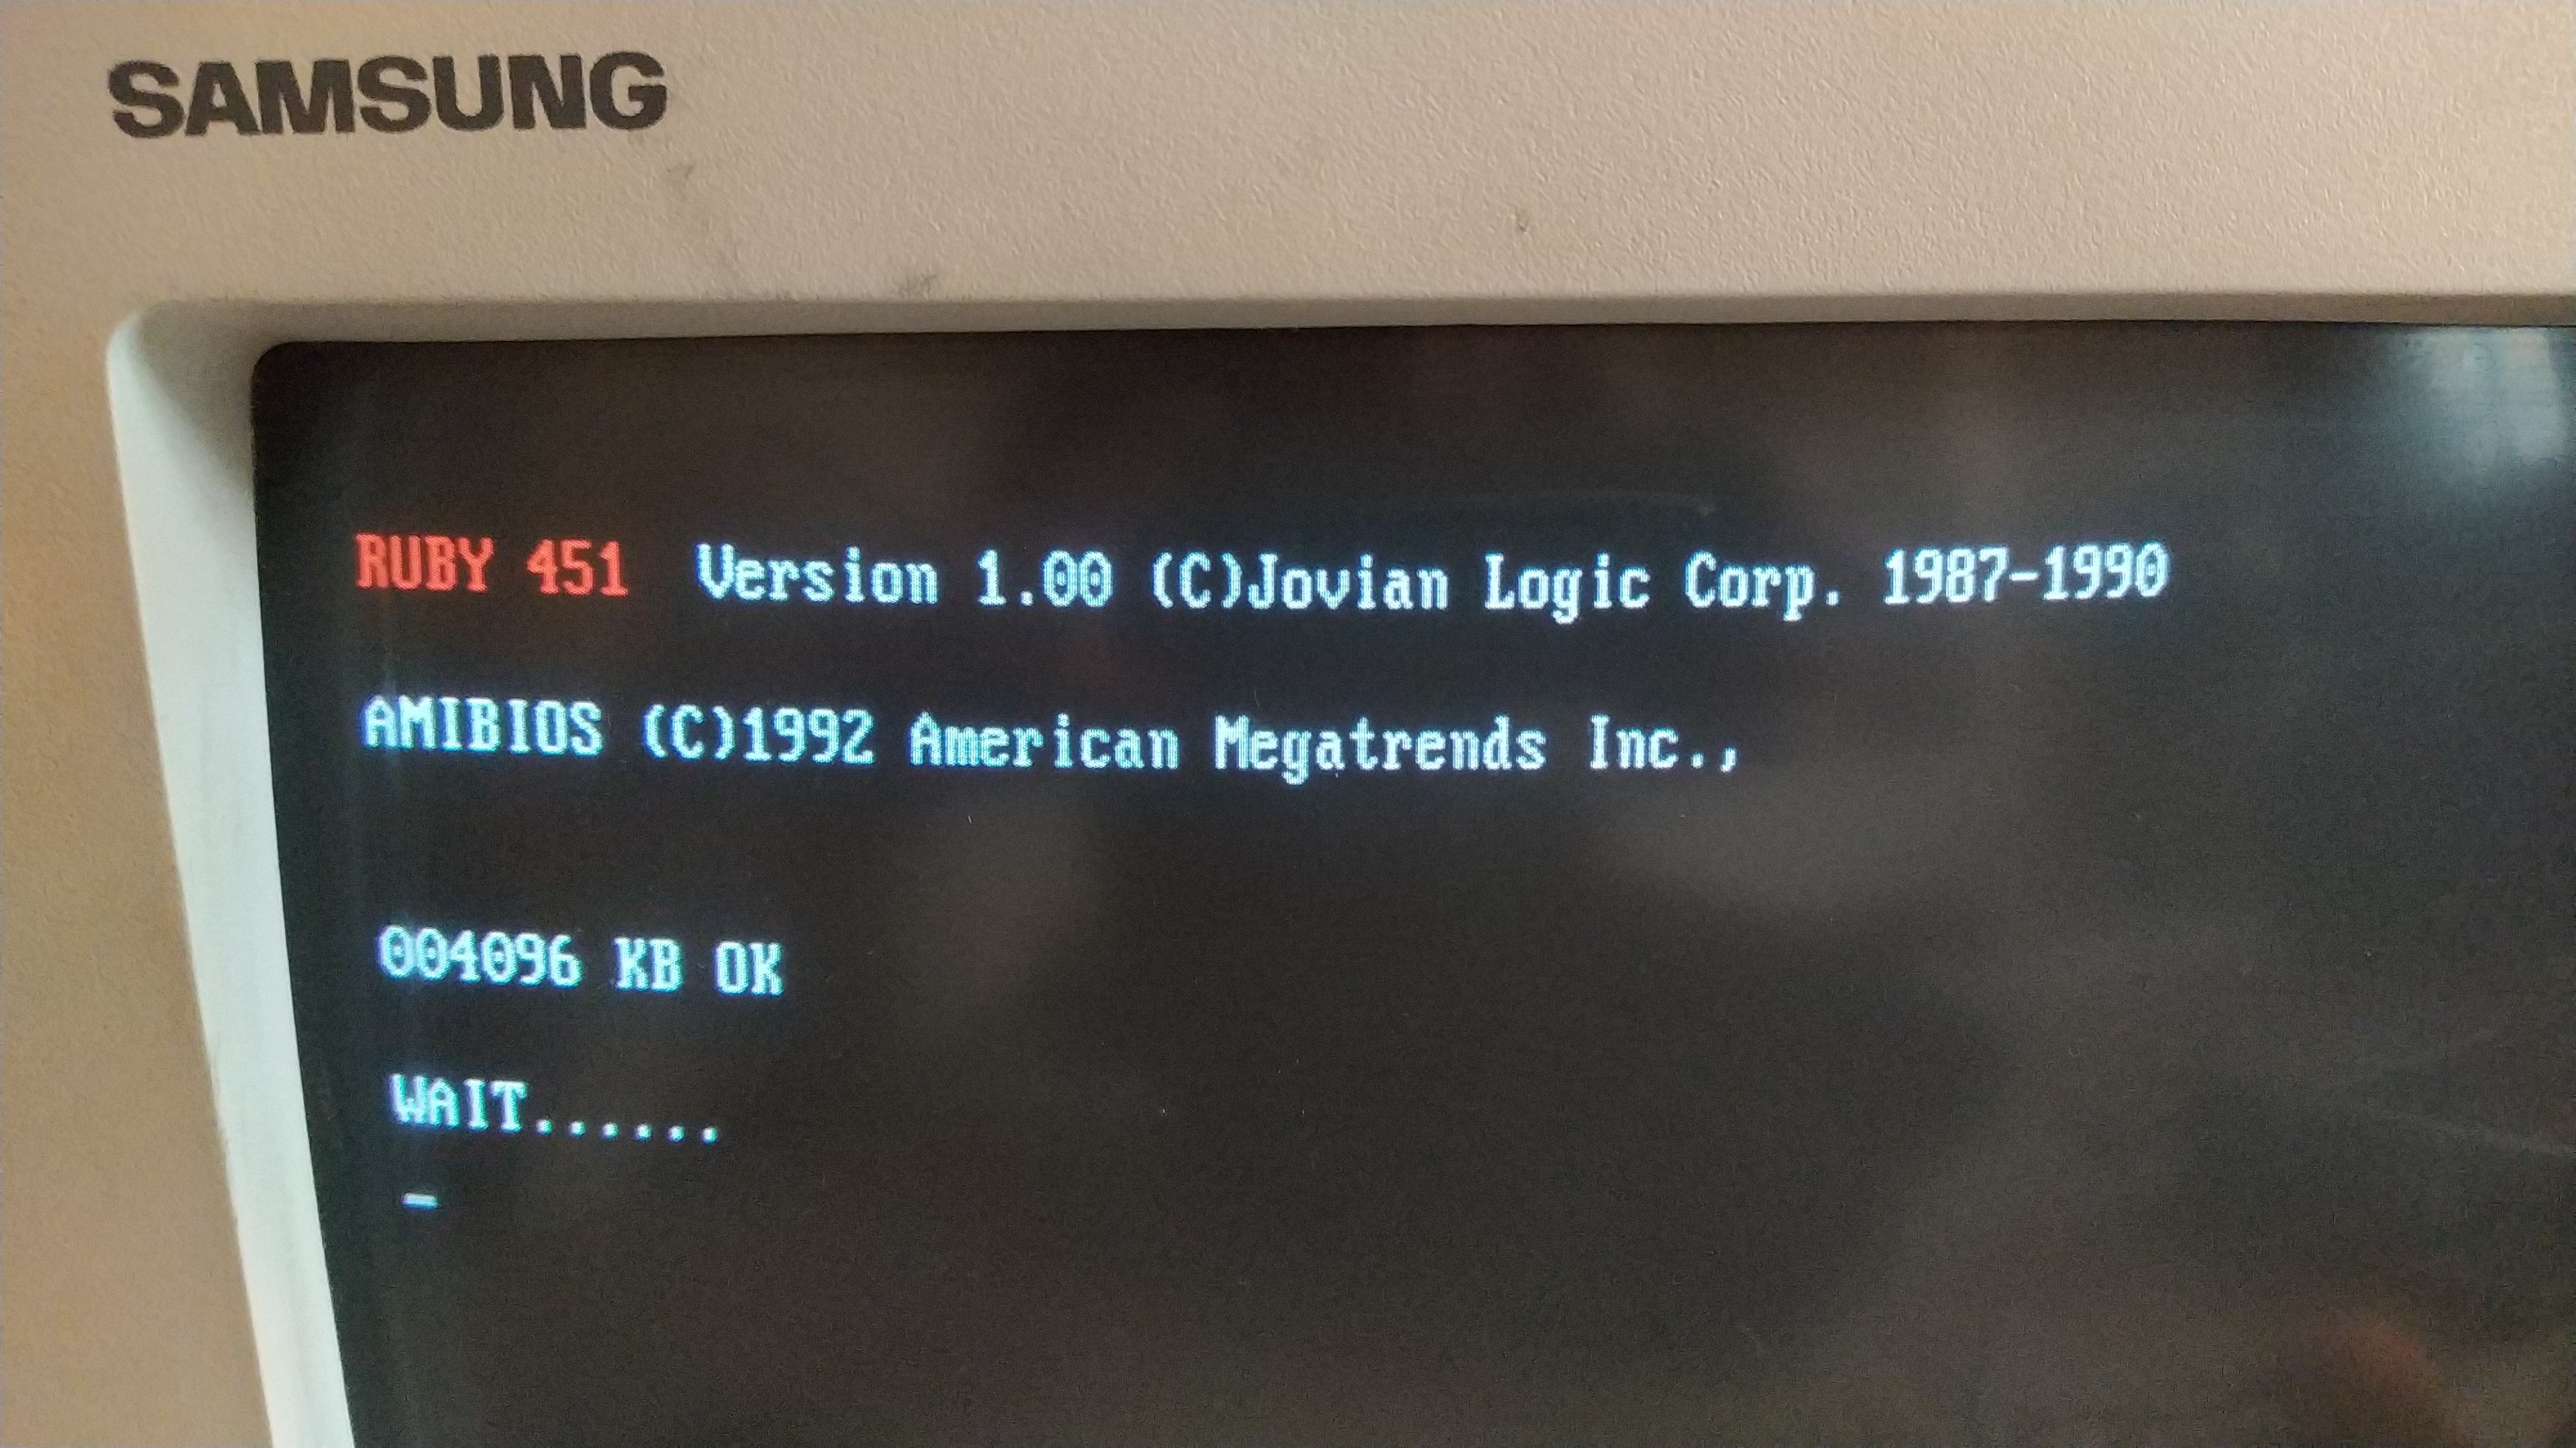 SAMSUNG
RUBY 451 Version 1.00 (C)Jovian Logic Corp. 1987-1990
AMIBIOS (C)1992 American Megatrends Inc.,
004096 KB OK
WAIT......
_